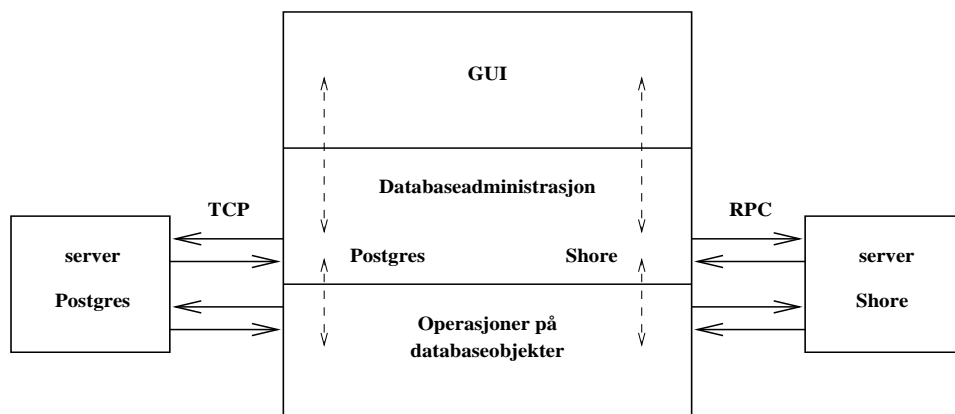 GUI
Databaseadministrasjon
TCP
RPC
server
Postgres
Postgres
Shore
server
Shore
Operasjoner på
databaseobjekter